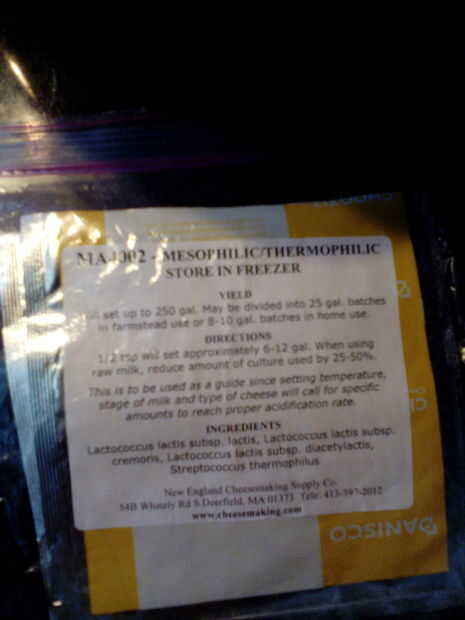 MA4002 - MESOPHILIC/THERMOPHILIC
STORE IN FREEZER
YIELD
set up to 250 gal. May be divided into 25 gal. batches
in farmstead use or 8-10 gal. batches in home use.
DIRECTIONS
1/2 tsp will set approximately 6-12 gal. When using
raw milk, reduce amount of culture used by 25-50%.
This is to be used as a guide since setting temperature,
stage of milk and type of cheese will call for specific
amounts to reach proper acidification rate.
INGREDIENTS
Lactococcus lactis subsp. lactis, Lactococcus lactis subsp.
cremoris, Lactococcus lactis subsp. diacetylactis,
Streptococcus thermophilus
New England Cheesemaking Supply Co.
54B Whately Rd S Deerfield, MA 01373 Tele: 413-397-2012
www.cheesemaking.com
DANISCO